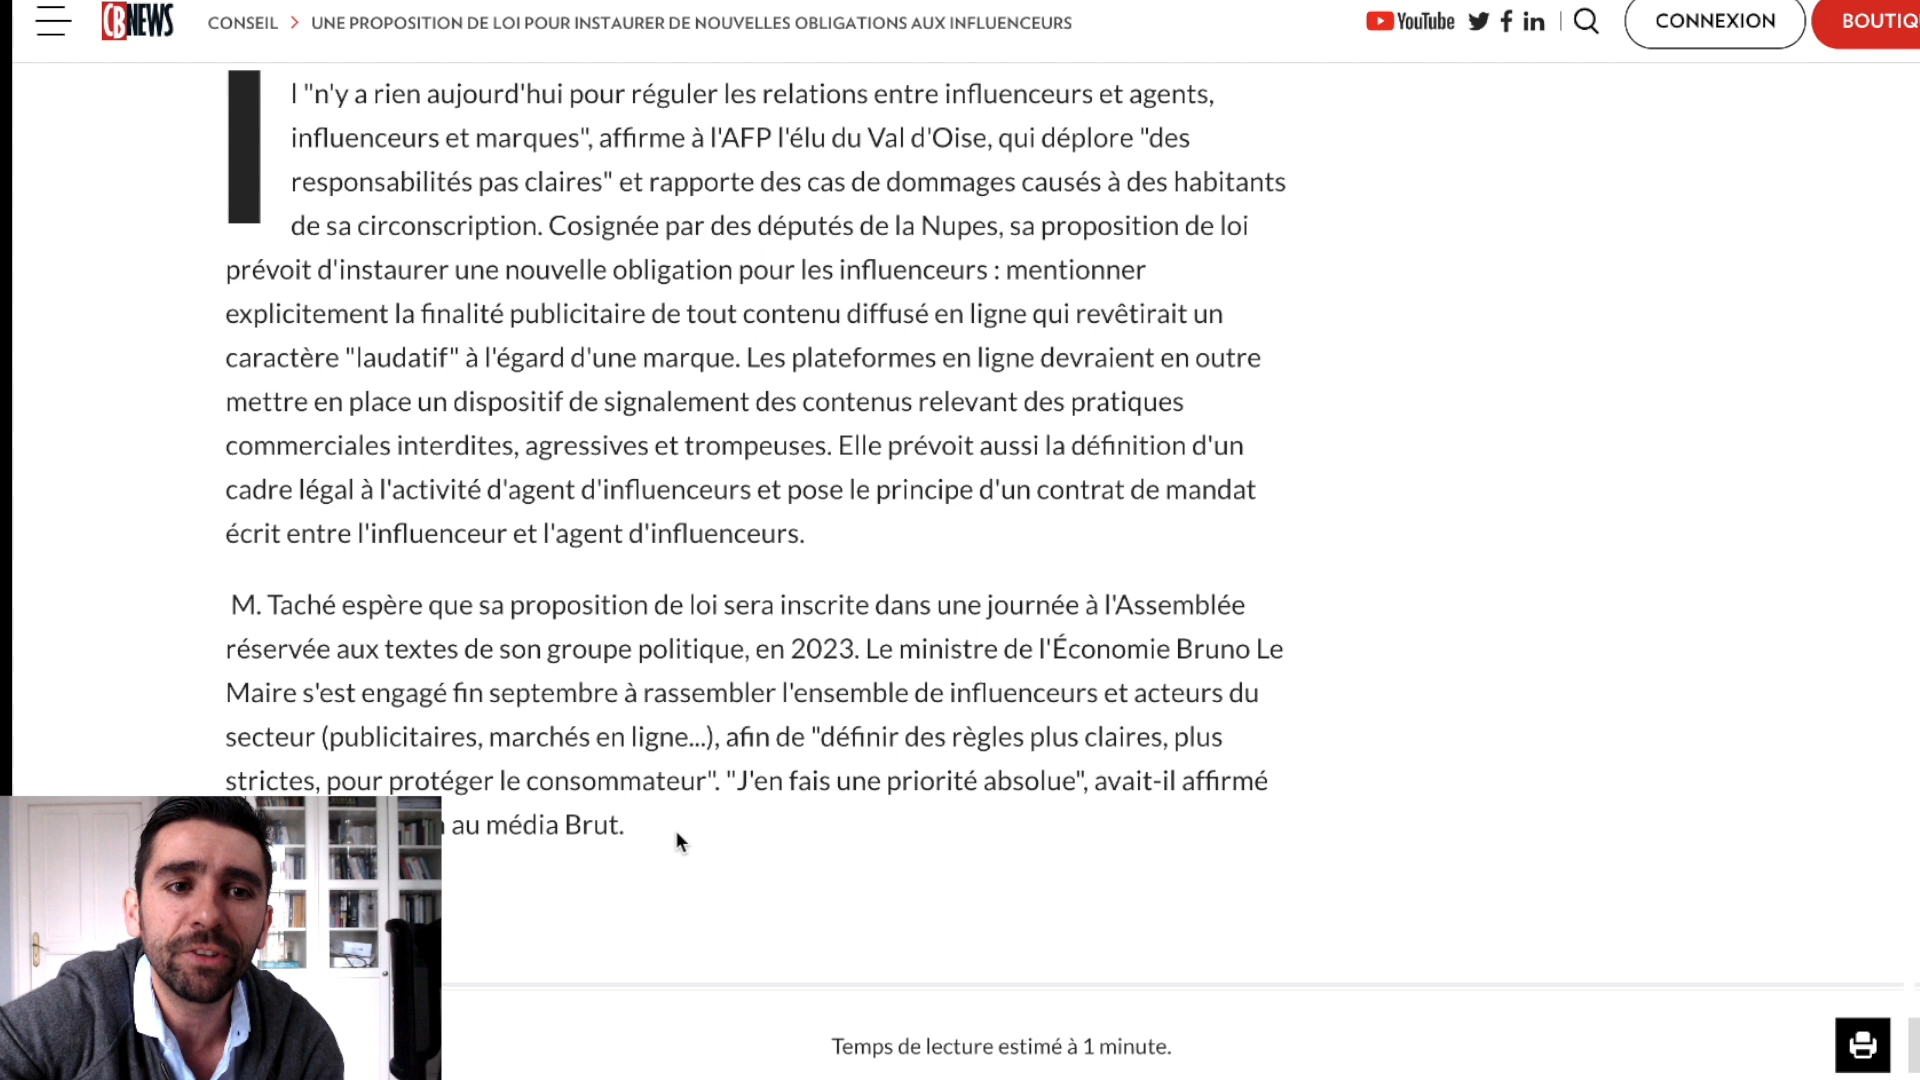 CBNEWS
CONSEIL > UNE PROPOSITION DE LOI POUR INSTAURER DE NOUVELLES OBLIGATIONS AUX INFLUENCEURS
YouTube
CONNEXION
BOUTIQ
Il "n'y a rien aujourd'hui pour réguler les relations entre influenceurs et agents,
influenceurs et marques", affirme à l'AFP l'élu du Val d'Oise, qui déplore "des
responsabilités pas claires" et rapporte des cas de dommages causés à des habitants
de sa circonscription. Cosignée par des députés de la Nupes, sa proposition de loi
prévoit d'instaurer une nouvelle obligation pour les influenceurs : mentionner
explicitement la finalité publicitaire de tout contenu diffusé en ligne qui revêtirait un
caractère "laudatif" à l'égard d'une marque. Les plateformes en ligne devraient en outre
mettre en place un dispositif de signalement des contenus relevant des pratiques
commerciales interdites, agressives et trompeuses. Elle prévoit aussi la définition d'un
cadre légal à l'activité d'agent d'influenceurs et pose le principe d'un contrat de mandat
écrit entre l'influenceur et l'agent d'influenceurs.
M. Taché espère que sa proposition de loi sera inscrite dans une journée à l'Assemblée
réservée aux textes de son groupe politique, en 2023. Le ministre de l'Économie Bruno Le
Maire s'est engagé fin septembre à rassembler l'ensemble de influenceurs et acteurs du
secteur (publicitaires, marchés en ligne...), afin de "définir des règles plus claires, plus
strictes, pour protéger le consommateur". "J'en fais une priorité absolue", avait-il affirmé
au média Brut.
Temps de lecture estimé à 1 minute.